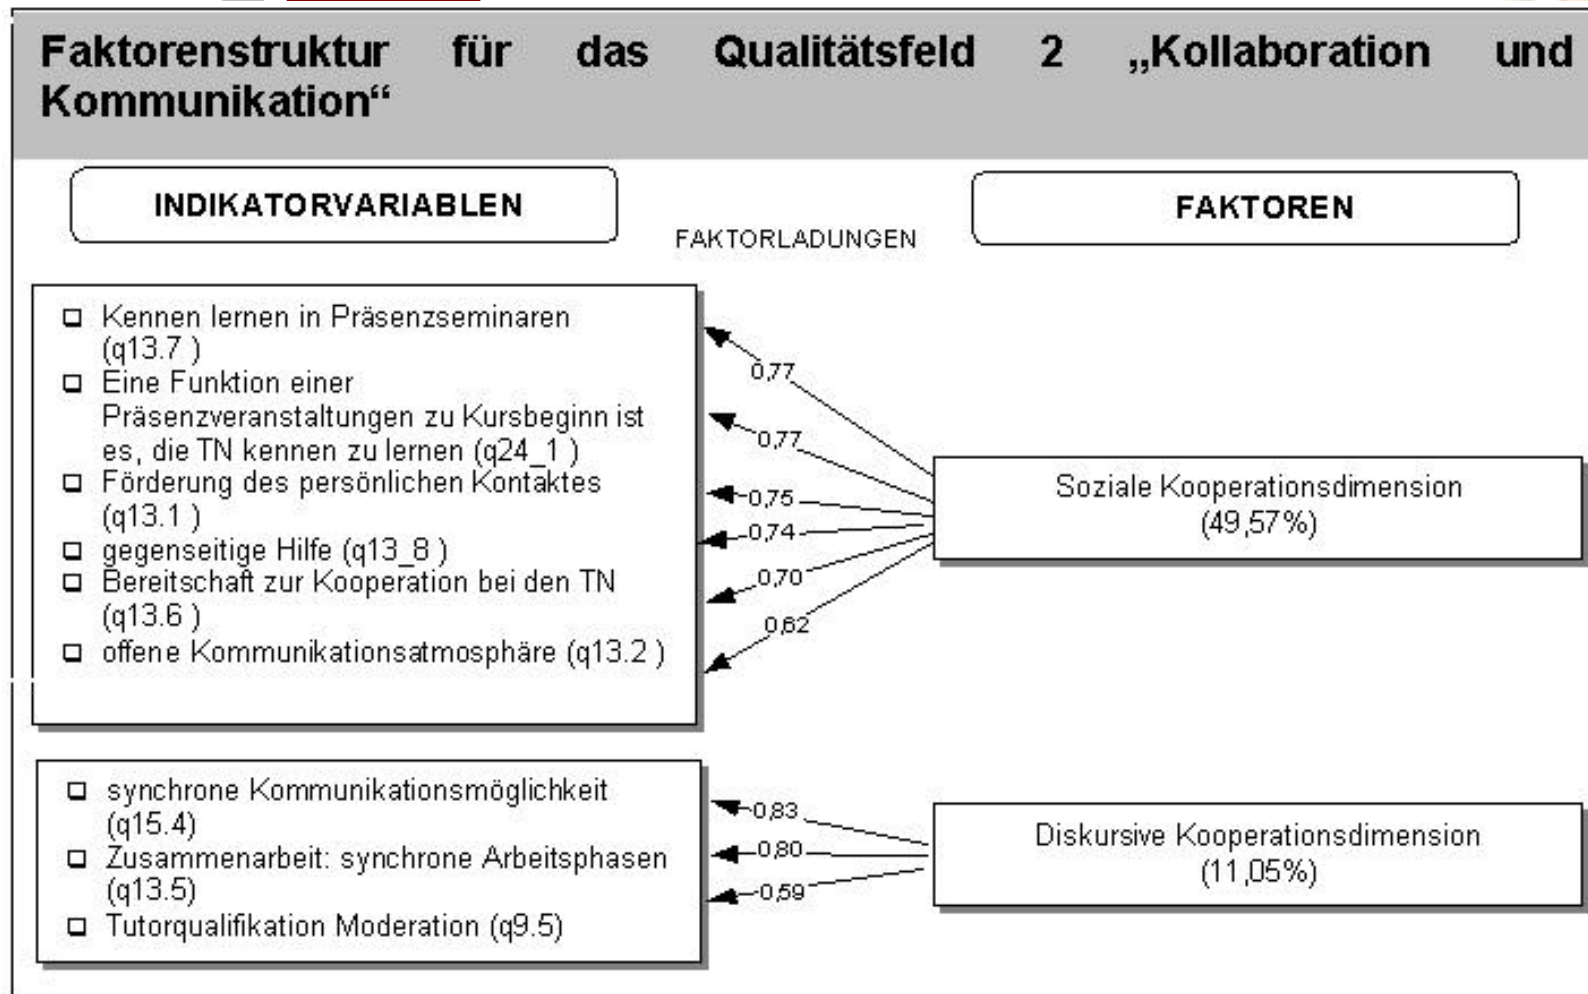 Faktorenstruktur für das Qualitätsfeld 2 „Kollaboration und
Kommunikation“
INDIKATORVARIABLEN
FAKTOREN
FAKTORLADUNGEN
Kennen lernen in Präsenzseminaren
(q13.7 )
Eine Funktion einer
Präsenzveranstaltungen zu Kursbeginn ist
es, die TN kennen zu lernen (q24_1 )
Förderung des persönlichen Kontaktes
(q13.1 )
gegenseitige Hilfe (q13_8 )
Bereitschaft zur Kooperation bei den TN
(q13.6 )
offene Kommunikationsatmosphäre (q13.2 )
0,77
0,77
0,75
0,74
0,70
0,62
Soziale Kooperationsdimension
(49,57%)
synchrone Kommunikationsmöglichkeit
(q15.4)
Zusammenarbeit: synchrone Arbeitsphasen
(q13.5)
Tutorqualifikation Moderation (q9.5)
0,83
0,80
0,59
Diskursive Kooperationsdimension
(11,05%)